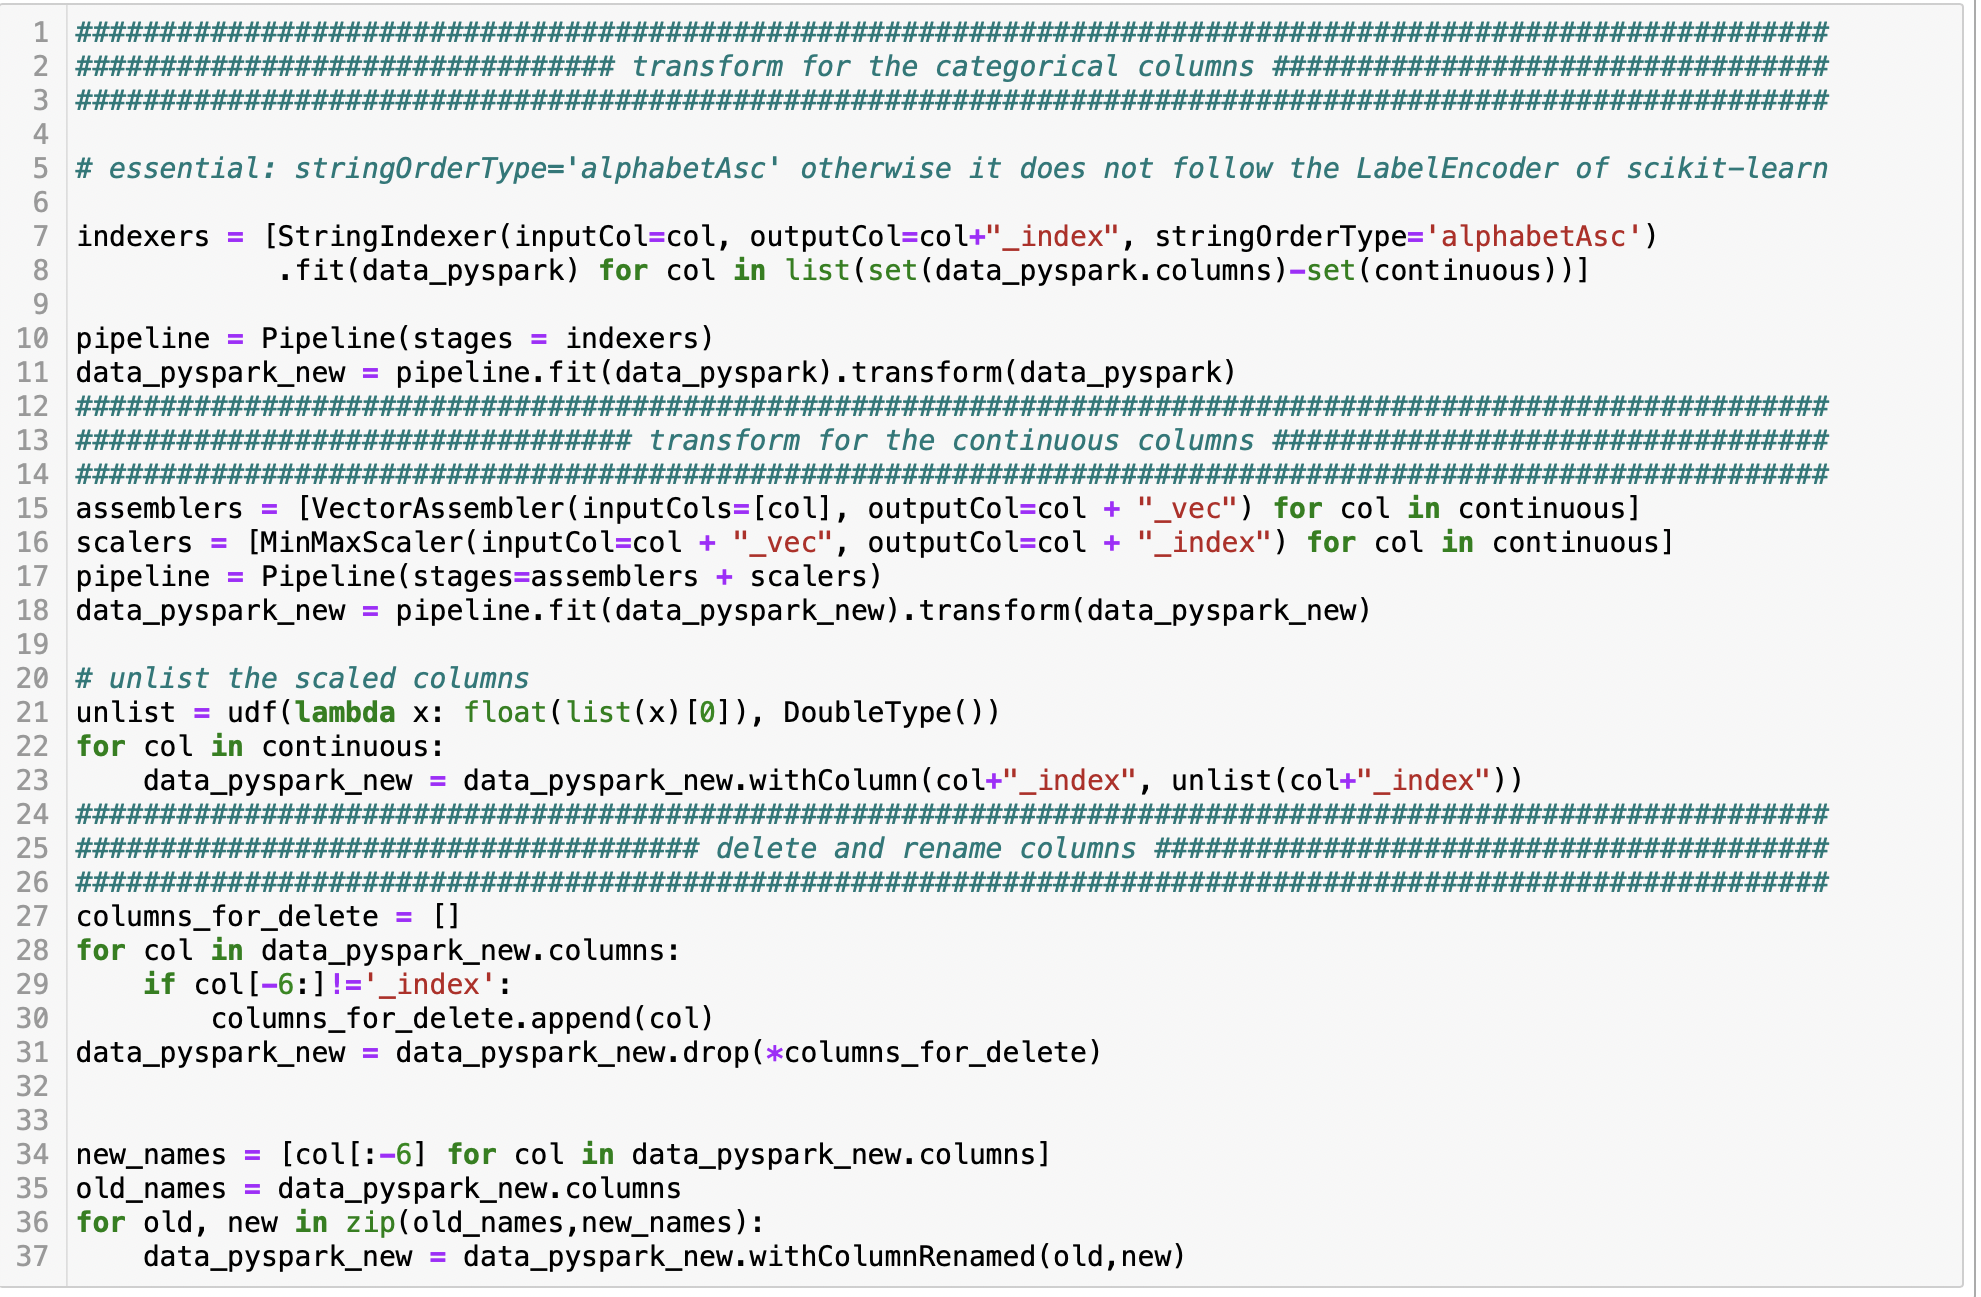 1 ########################################################################################################
2 ################################ transform for the categorical columns #################################
3 ########################################################################################################
4
5 # essential: stringOrderType='alphabetAsc' otherwise it does not follow the LabelEncoder of scikit-learn
6
7 indexers = [StringIndexer(inputCol=col, outputCol=col+"_index", stringOrderType='alphabetAsc')
8             .fit(data_pyspark) for col in list(set(data_pyspark.columns)-set(continuous))]
9
10 pipeline = Pipeline(stages = indexers)
11 data_pyspark_new = pipeline.fit(data_pyspark).transform(data_pyspark)
12 ########################################################################################################
13 ################################# transform for the continuous columns #################################
14 ########################################################################################################
15 assemblers = [VectorAssembler(inputCols=[col], outputCol=col + "_vec") for col in continuous]
16 scalers = [MinMaxScaler(inputCol=col + "_vec", outputCol=col + "_index") for col in continuous]
17 pipeline = Pipeline(stages=assemblers + scalers)
18 data_pyspark_new = pipeline.fit(data_pyspark_new).transform(data_pyspark_new)
19
20 # unlist the scaled columns
21 unlist = udf(lambda x: float(list(x)[0]), DoubleType())
22 for col in continuous:
23     data_pyspark_new = data_pyspark_new.withColumn(col+"_index", unlist(col+"_index"))
24 ########################################################################################################
25 ##################################### delete and rename columns ########################################
26 ########################################################################################################
27 columns_for_delete = []
28 for col in data_pyspark_new.columns:
29     if col[-6:]!='_index':
30         columns_for_delete.append(col)
31 data_pyspark_new = data_pyspark_new.drop(*columns_for_delete)
32
33
34 new_names = [col[:-6] for col in data_pyspark_new.columns]
35 old_names = data_pyspark_new.columns
36 for old, new in zip(old_names,new_names):
37     data_pyspark_new = data_pyspark_new.withColumnRenamed(old,new)